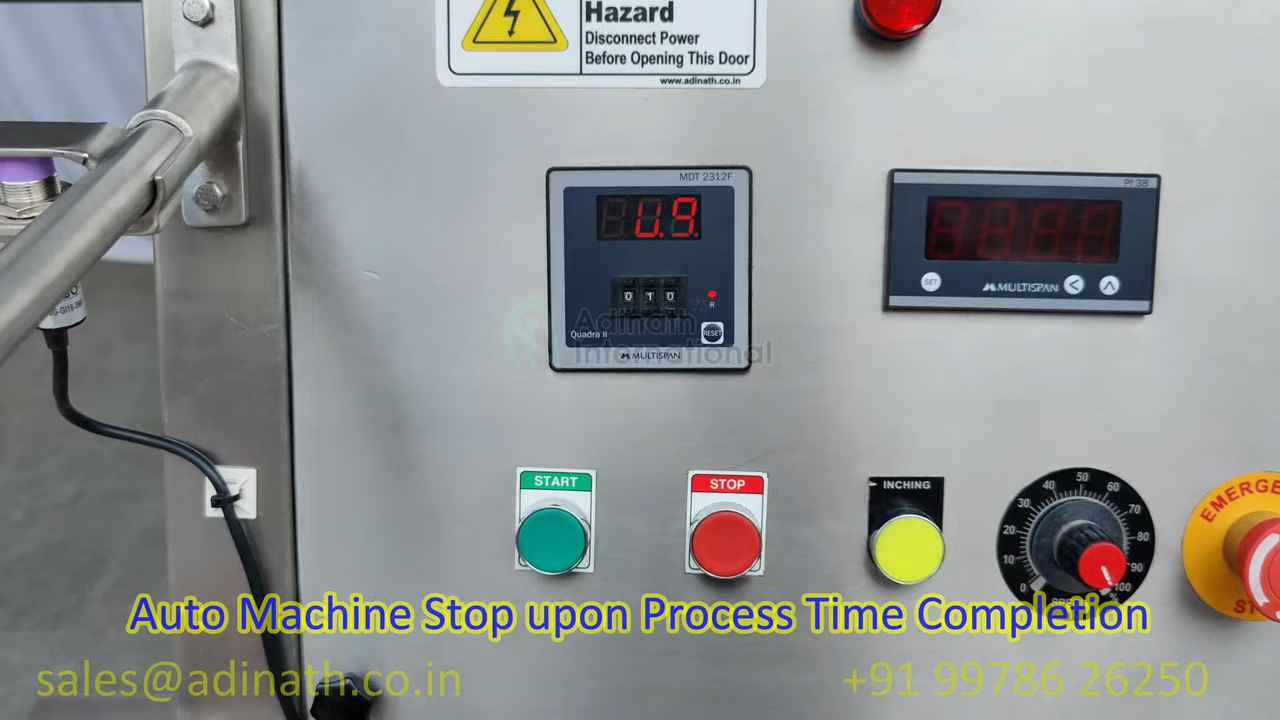 Hazard
Disconnect Power
Before Opening This Door
www.adinath.co.in
MDT 2312F
PI 38
010
R
SET
MULTISPAN
Adinath
International
Quadra II
RESET
MULTISPAN
START
STOP
INCHING
0 10 20 30 40 50 60 70 80 90 100
%
Auto Machine Stop upon Process Time Completion
sales@adinath.co.in
+91 99786 26250